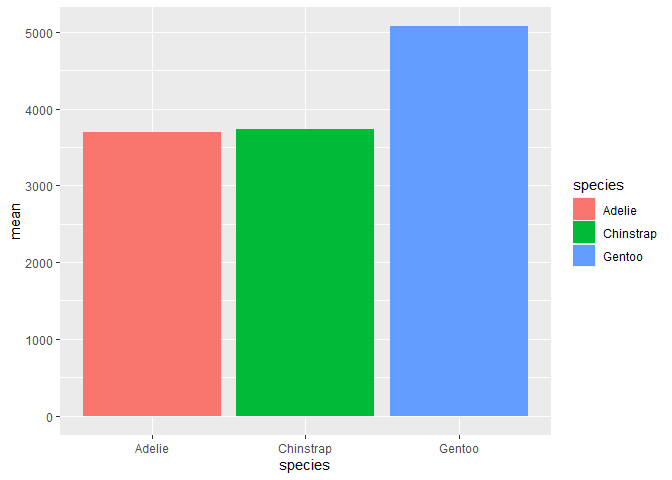 5000
4000
3000
2000
1000
0
mean
Adelie
Chinstrap
Gentoo
species
species
Adelie
Chinstrap
Gentoo